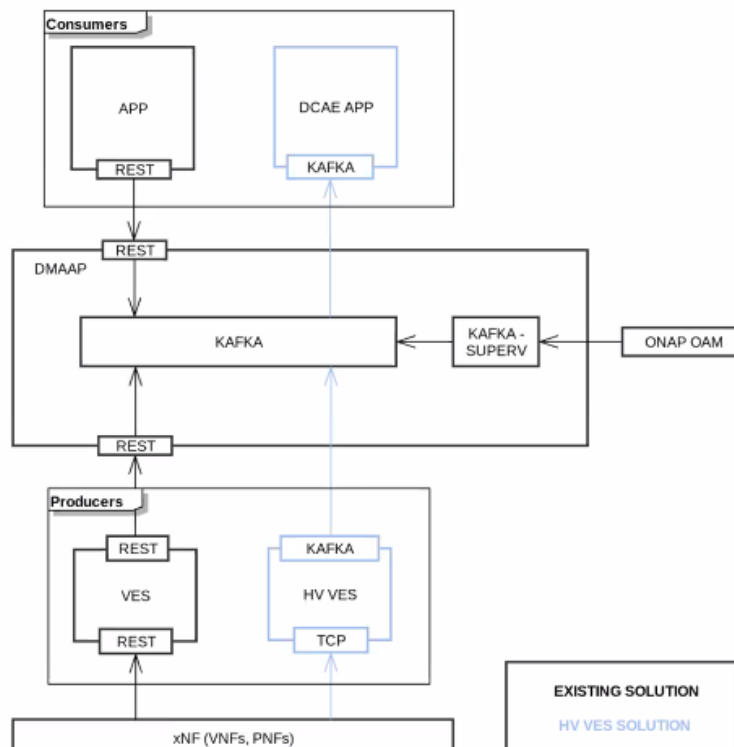 Consumers
APP
DCAE APP
REST
KAFKA
REST
DMAAP
KAFKA
KAFKA -
SUPERV
ONAP OAM
REST
Producers
REST
KAFKA
VES
HV VES
REST
TCP
xNF (VNFs, PNFs)
EXISTING SOLUTION
HV VES SOLUTION